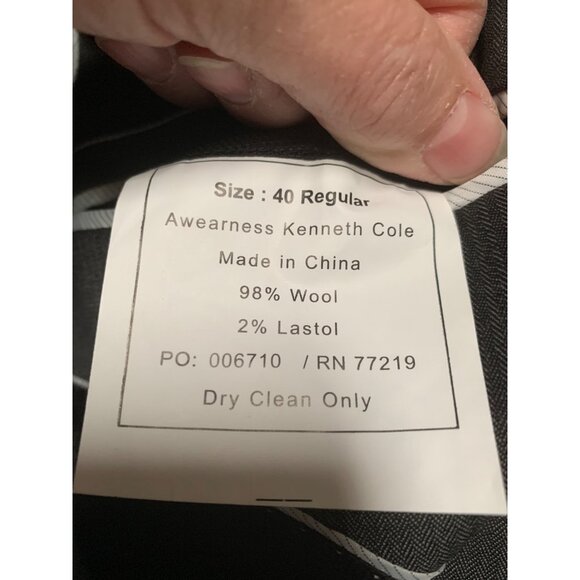 Size : 40 Regular
Awearness Kenneth Cole
Made in China
98% Wool
2% Lastol
PO: 006710 / RN 77219
Dry Clean Only